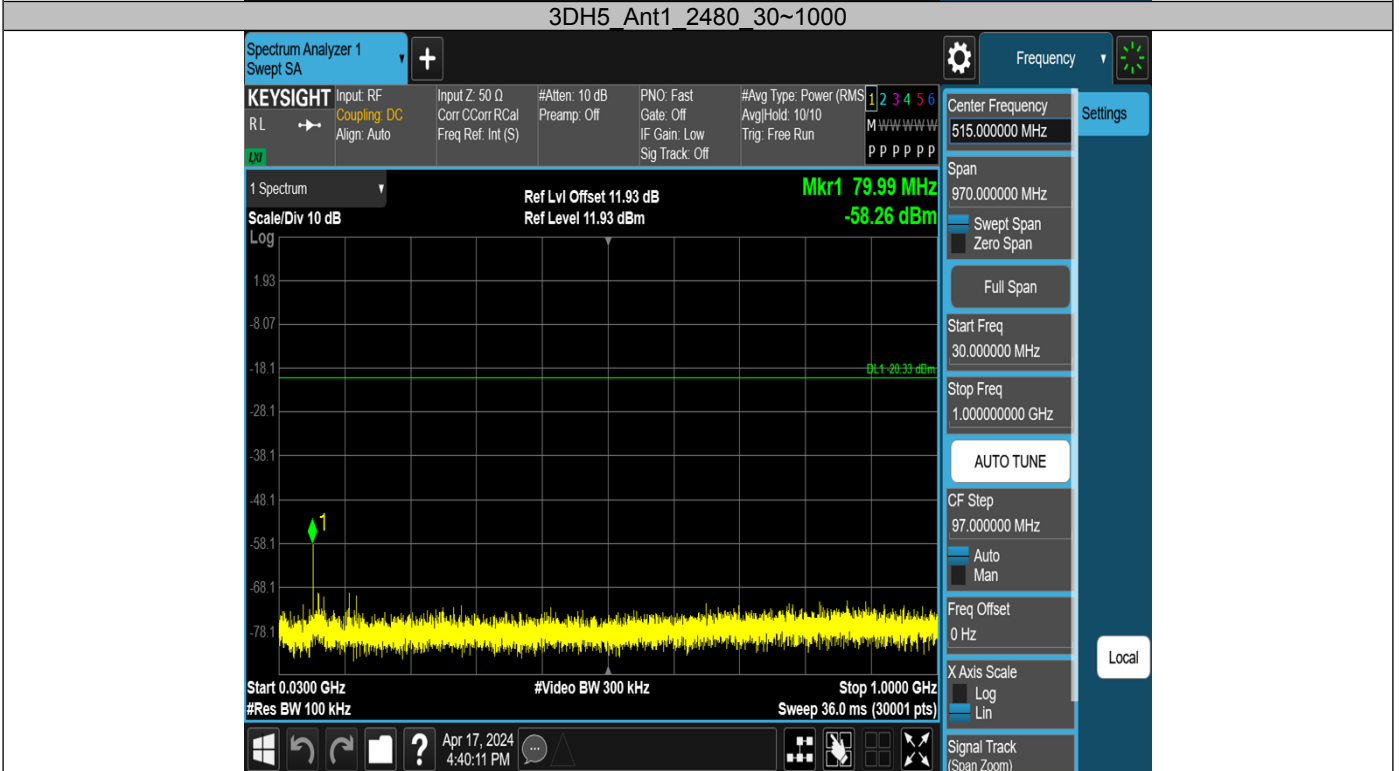 3DH5_Ant1_2480_30~1000
Spectrum Analyzer 1
Swept SA
+
Frequency
KEYSIGHT
R L
LXI
Input: RF
Coupling: DC
Align: Auto
Input Z: 50 Ω
Corr CCorr RCal
Freq Ref: Int (S)
#Atten: 10 dB
Preamp: Off
PNO: Fast
Gate: Off
IF Gain: Low
Sig Track: Off
#Avg Type: Power (RMS
Avg|Hold: 10/10
Trig: Free Run
1 2 3 4 5 6
M W W W W W
P P P P P P
1 Spectrum
Scale/Div 10 dB
Log
Ref Lvl Offset 11.93 dB
Ref Level 11.93 dBm
Mkr1 79.99 MHz
-58.26 dBm
1.93
-8.07
-18.1
DL1 -20.33 dBm
-28.1
-38.1
-48.1
1
-58.1
-68.1
-78.1
Start 0.0300 GHz
#Video BW 300 kHz
Stop 1.0000 GHz
#Res BW 100 kHz
Sweep 36.0 ms (30001 pts)
?
Apr 17, 2024
4:40:11 PM
Center Frequency
515.000000 MHz
Span
970.000000 MHz
Swept Span
Zero Span
Full Span
Start Freq
30.000000 MHz
Stop Freq
1.000000000 GHz
AUTO TUNE
CF Step
97.000000 MHz
Auto
Man
Freq Offset
0 Hz
X Axis Scale
Log
Lin
Signal Track
(Span Zoom)
Settings
Local